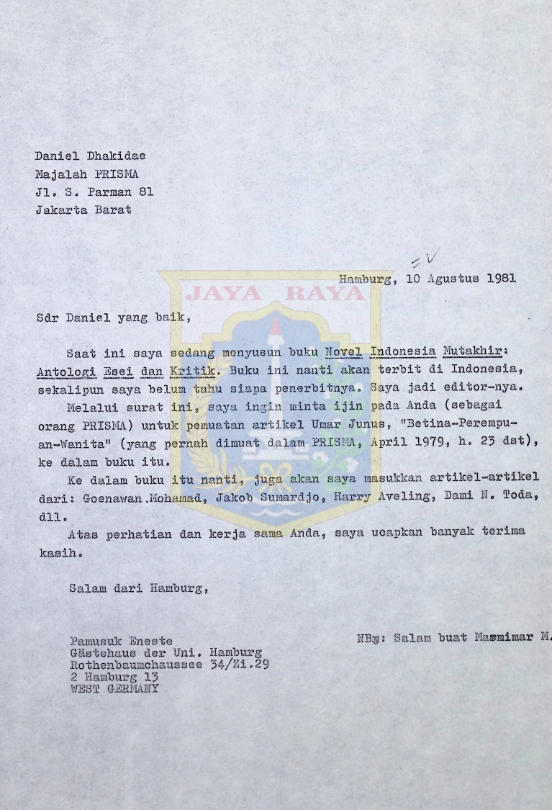 Daniel Dhakidae
Majalah PRISMA
Jl. S. Parman 81
Jakarta Barat
Hamburg, 10 Agustus 1981
JAYA RAYA
Sdr Daniel yang baik,
Saat ini saya sedang menyusun buku Novel Indonesia Mutakhir:
Antologi Esei dan Kritik. Buku ini nanti akan terbit di Indonesia,
sekalipun saya belum tahu siapa penerbitnya. Saya jadi editor-nya.
Melalui surat ini, saya ingin minta ijin pada Anda (sebagai
orang PRISMA) untuk pemuatan artikel Umar Junus, "Betina-Perempu-
an-Wanita" (yang pernah dimuat dalam PRISMA, April 1979, h. 23 dst),
ke dalam buku itu.
Ke dalam buku itu nanti, juga akan saya masukkan artikel-artikel
dari: Goenawan.Mohamad, Jakob Sumardjo, Harry Aveling, Dami N. Toda,
dll.
Atas perhatian dan kerja sama Anda, saya ucapkan banyak terima
kasih.
Salam dari Hamburg,
Pamusuk Eneste
Gästehaus der Uni. Hamburg
Rothenbaumchaussee 34/Zi.29
2 Hamburg 13
WEST GERMANY
NB: Salam buat Masmimar M.